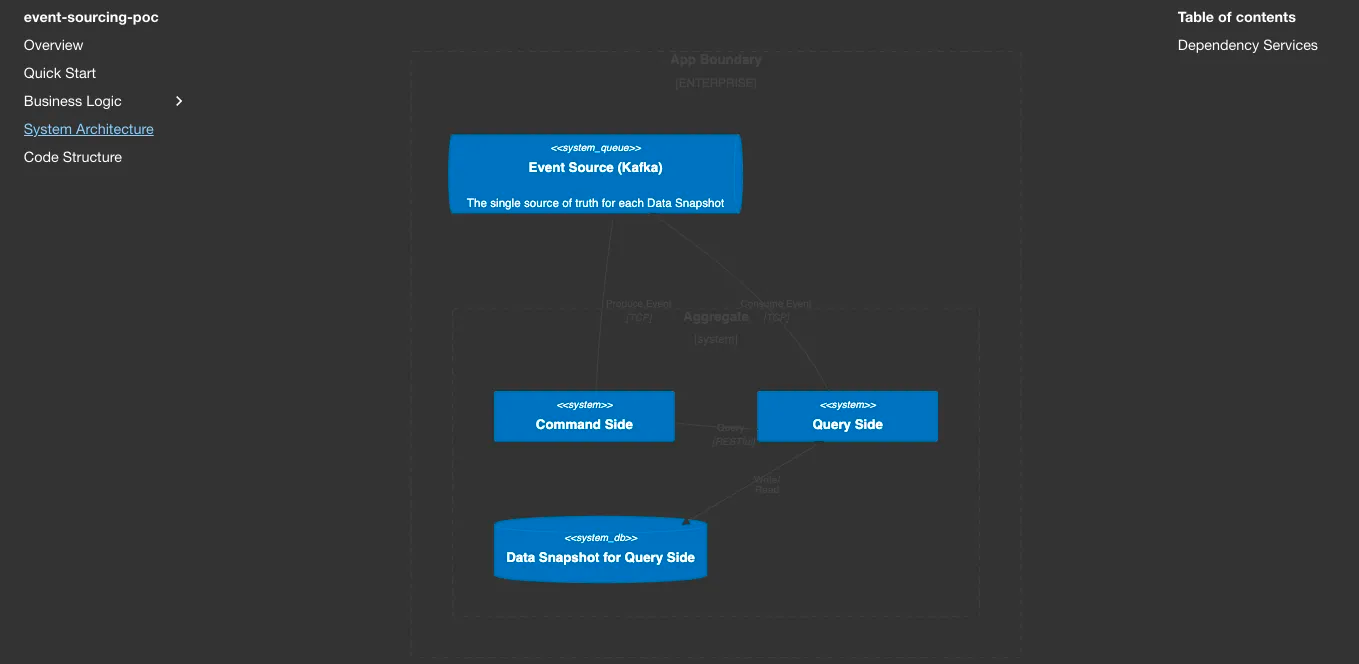 event-sourcing-poc
Overview
Quick Start
Business Logic
System Architecture
Code Structure
App Boundary
[ENTERPRISE]
<<system_queue>>
Event Source (Kafka)
The single source of truth for each Data Snapshot
Produce Event
[TCP]
Consume Event
[TCP]
Aggregate
[system]
<<system>>
Command Side
<<system>>
Query Side
Query
[RESTful]
Write/
Read
<<system_db>>
Data Snapshot for Query Side
Table of contents
Dependency Services